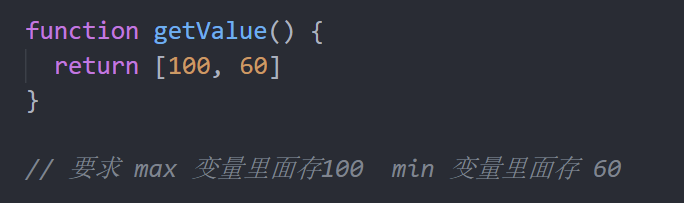 function getValue() {
  return [100, 60]
}
// 要求 max 变量里面存100  min 变量里面存 60